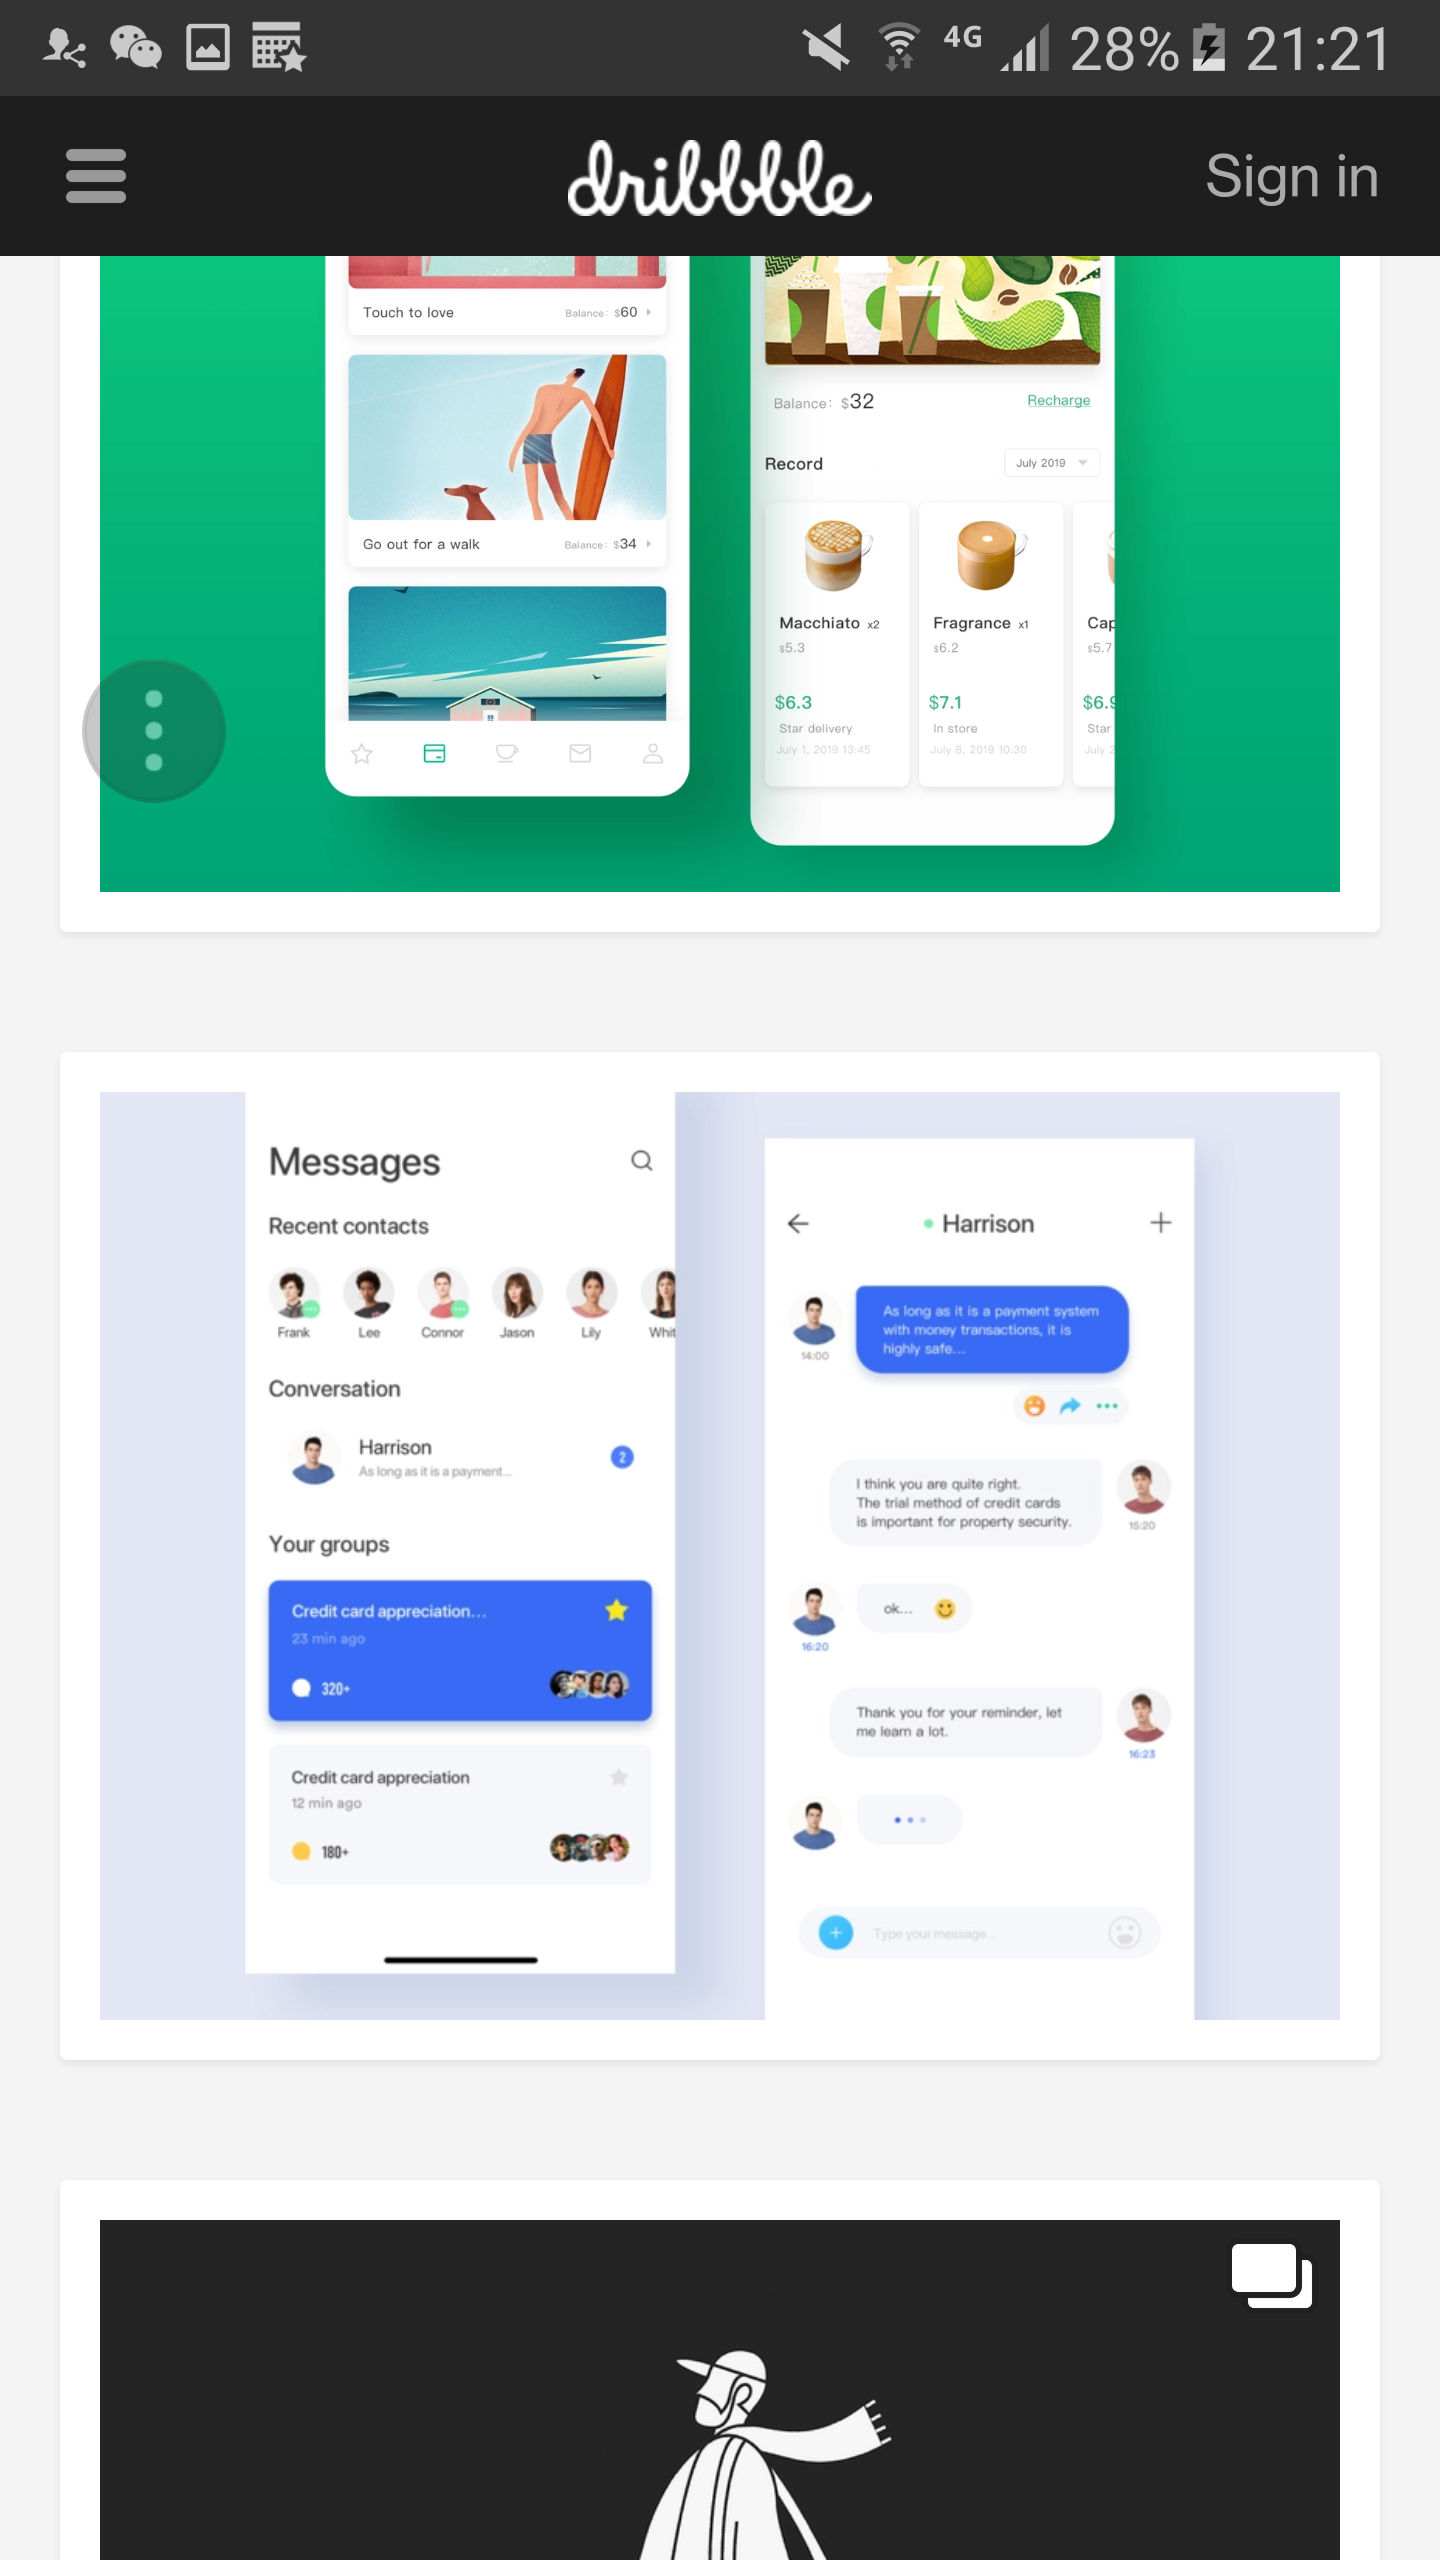 4G 28% 21:21
dribbble
Sign in
Touch to love Balance: $60
Go out for a walk Balance: $34
Balance: $32 Recharge
Record July 2019
Macchiato x2
$5.3
$6.3
Star delivery
July 1, 2019 13:45
Fragrance x1
$6.2
$7.1
In store
July 8, 2019 10:30
Cap
$5.7
$6.9
Star
July 2
Messages
Recent contacts
Frank Lee Connor Jason Lily Whit
Conversation
Harrison
As long as it is a payment...
2
Your groups
Credit card appreciation...
23 min ago
320+
Credit card appreciation
12 min ago
180+
Harrison
As long as it is a payment system
with money transactions, it is
highly safe...
14:00
I think you are quite right.
The trial method of credit cards
is important for property security.
15:20
ok...
16:20
Thank you for your reminder, let
me learn a lot.
16:23
Type your message...